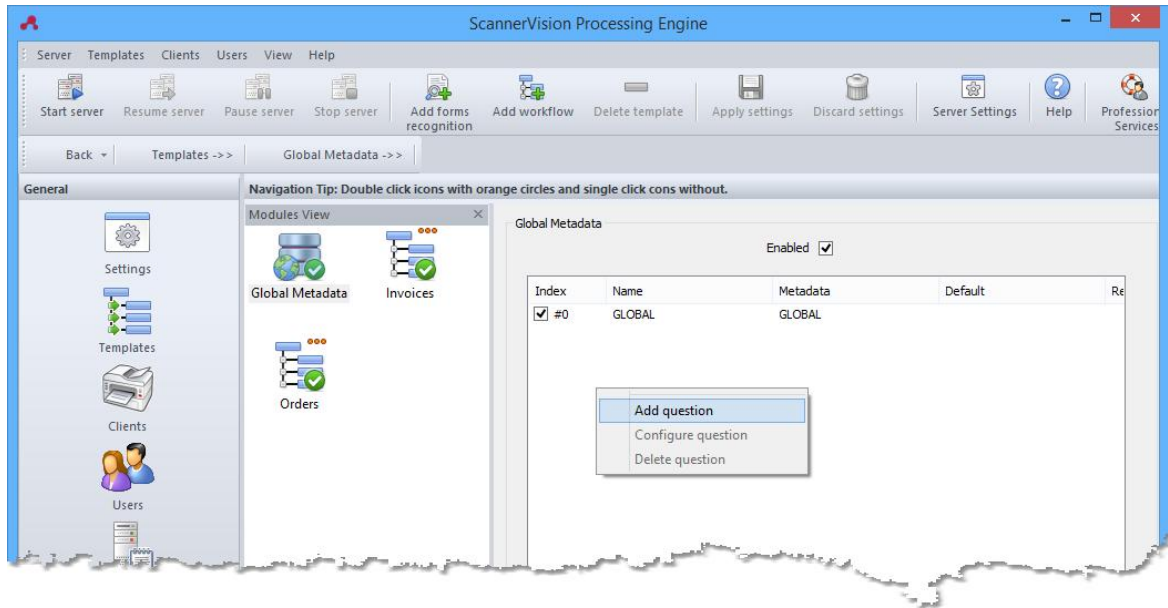 ScannerVision Processing Engine
Server Templates Clients Users View Help
Start server Resume server Pause server Stop server Add forms recognition Add workflow Delete template Apply settings Discard settings Server Settings Help Profession Services
Back Templates ->> Global Metadata ->>
General
Navigation Tip: Double click icons with orange circles and single click cons without.
Modules View
Global Metadata
Enabled
Settings
Global Metadata Invoices
Index Name Metadata Default Re
#0 GLOBAL GLOBAL
Templates
Orders
Add question
Configure question
Delete question
Clients
Users